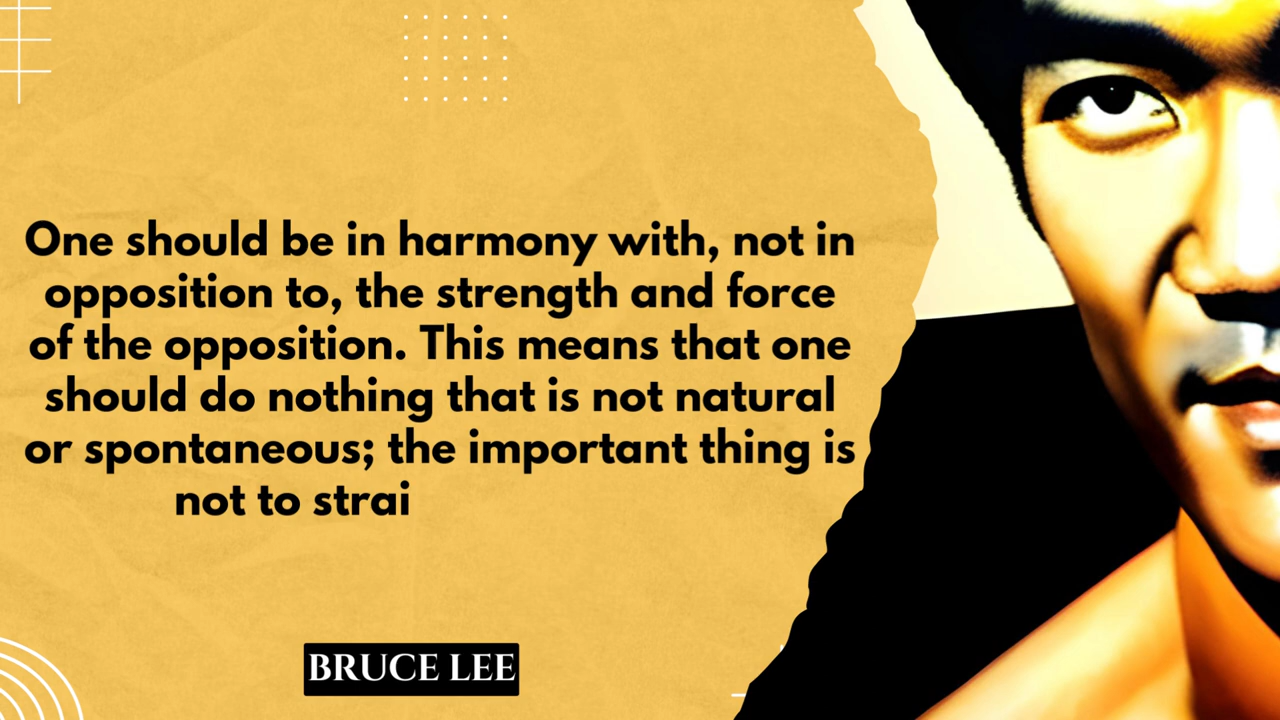 One should be in harmony with, not in
opposition to, the strength and force
of the opposition. This means that one
should do nothing that is not natural
or spontaneous; the important thing is
not to strai
BRUCE LEE